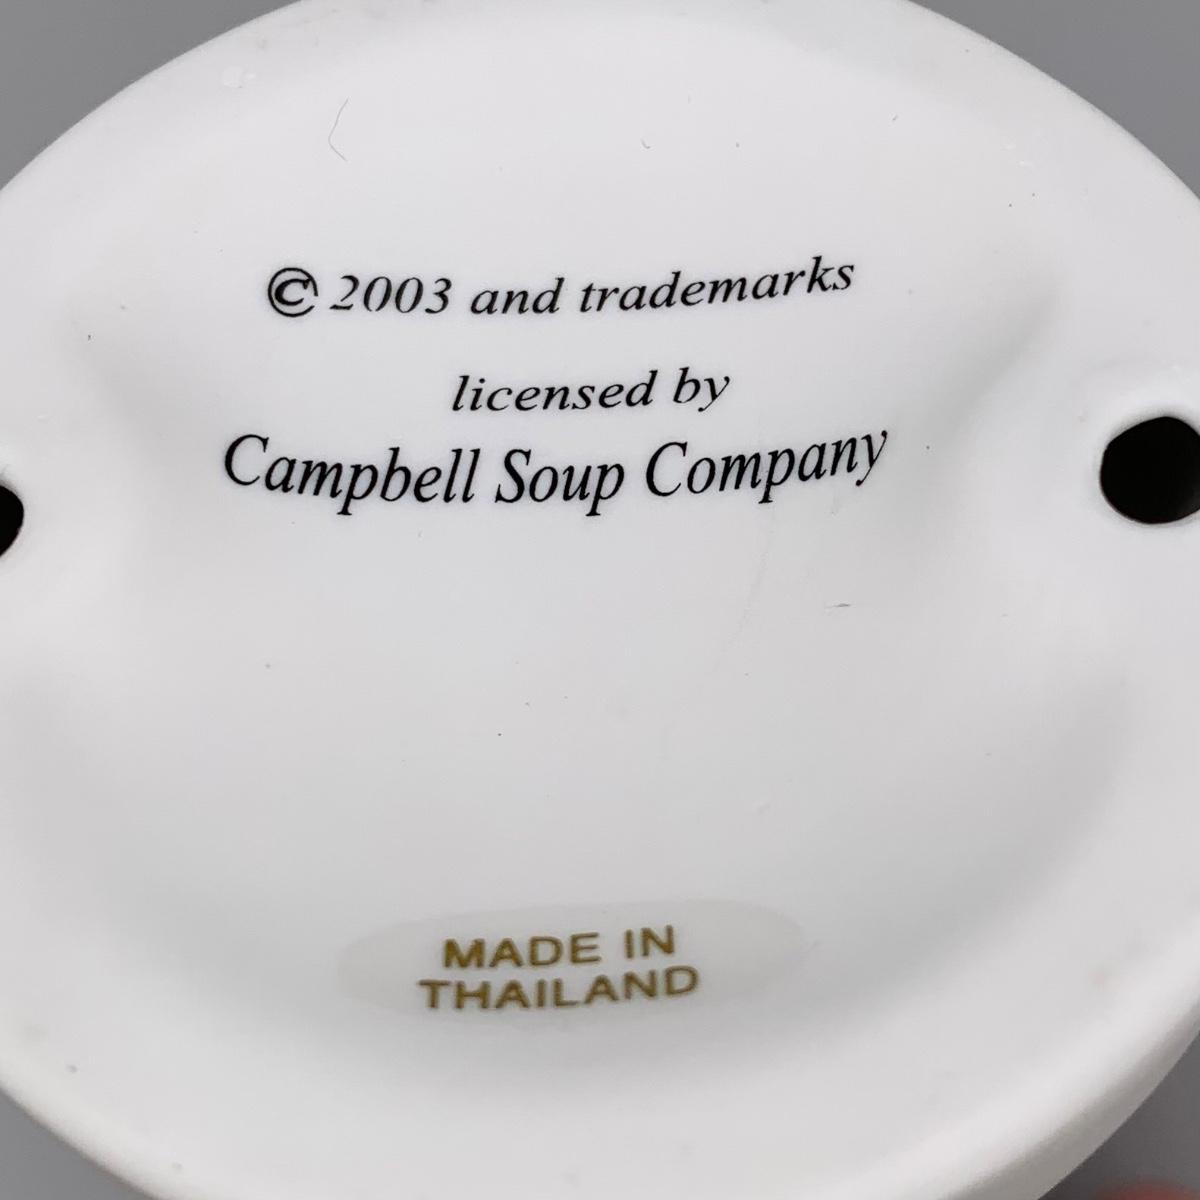 © 2003 and trademarks
licensed by
Campbell Soup Company
MADE IN
THAILAND